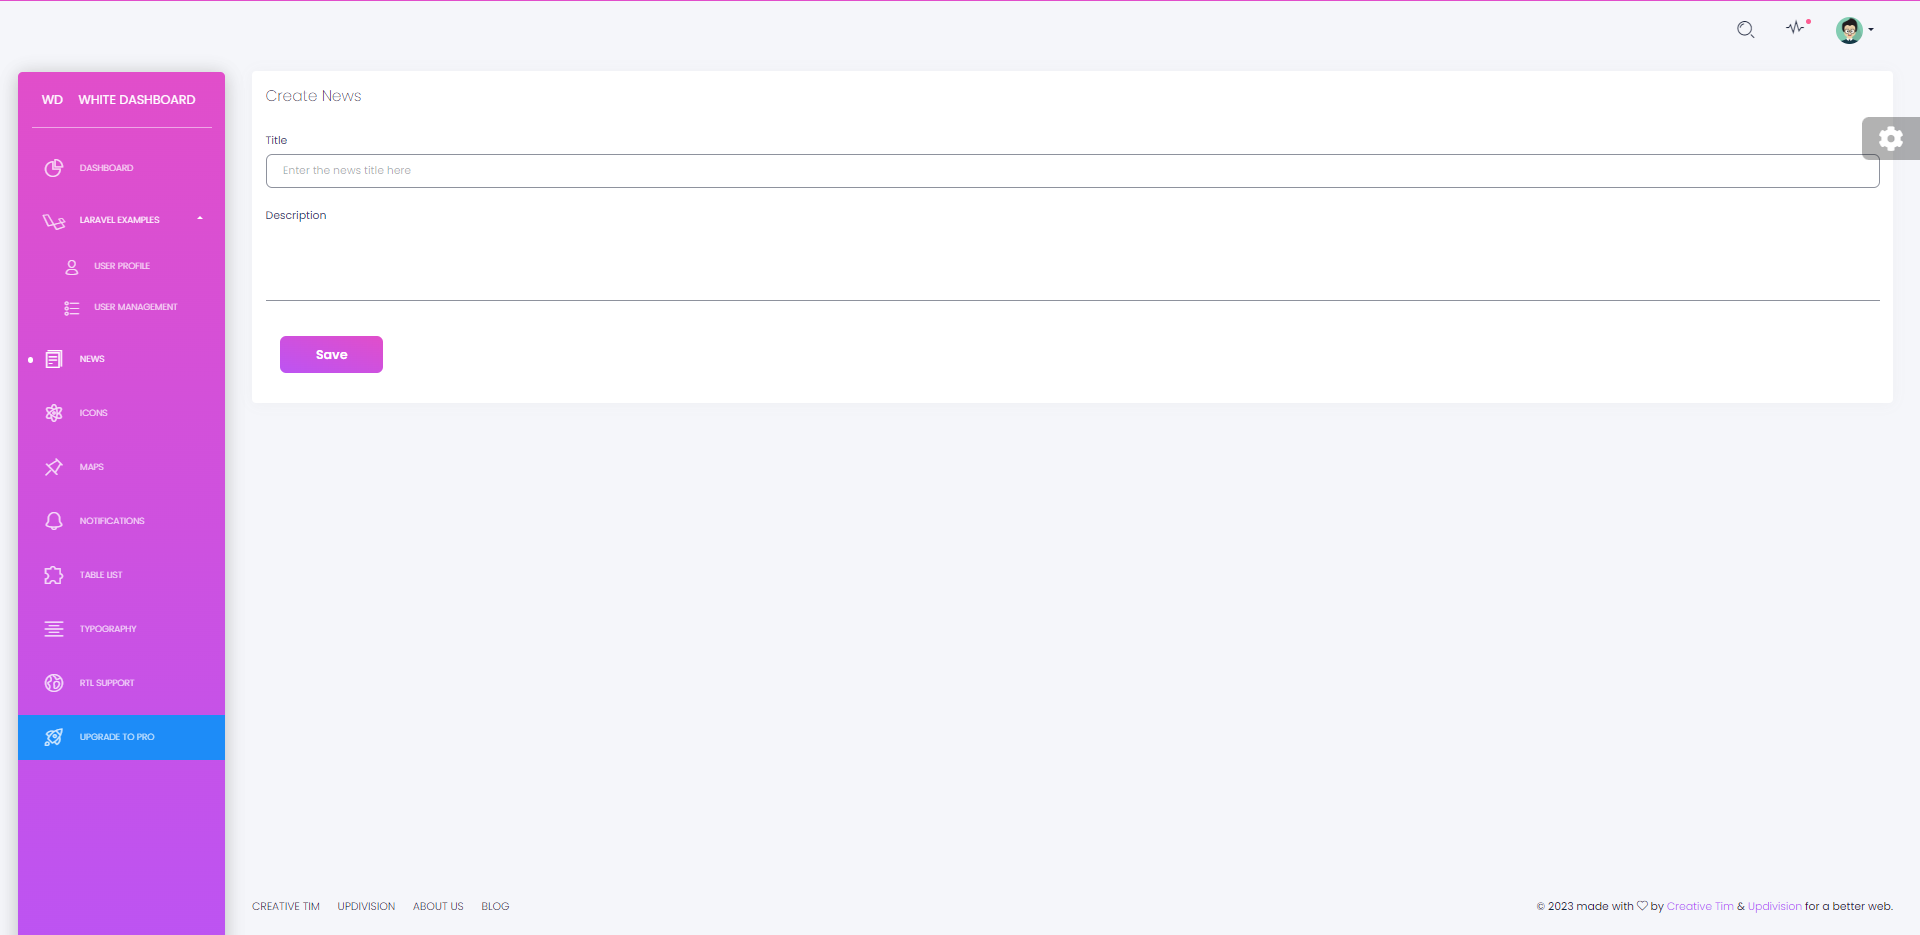 WD WHITE DASHBOARD
DASHBOARD
LARAVEL EXAMPLES
USER PROFILE
USER MANAGEMENT
NEWS
ICONS
MAPS
NOTIFICATIONS
TABLE LIST
TYPOGRAPHY
RTL SUPPORT
UPGRADE TO PRO
Create News
Title
Enter the news title here
Description
Save
CREATIVE TIM UPDIVISION ABOUT US BLOG
© 2023 made with ♡ by Creative Tim & Updivision for a better web.